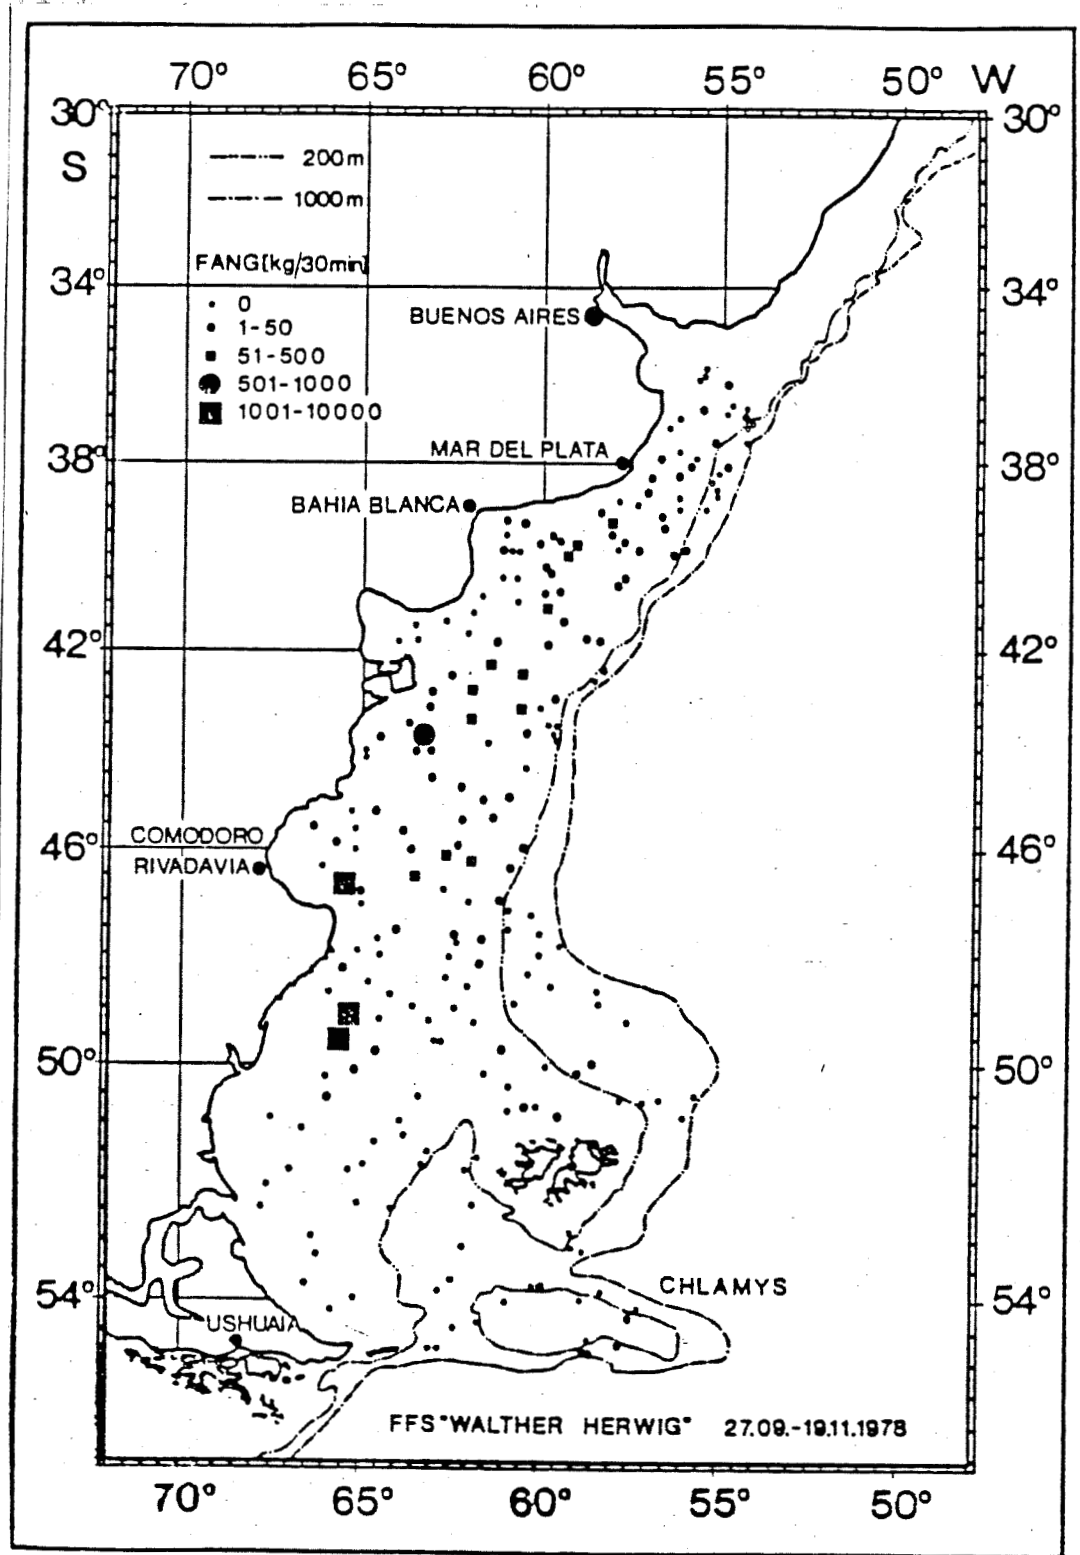 70° 65° 60° 55° 50° W
30° 30°
S
200m
1000m
FANG[kg/30min]
34° 34°
0
1-50
51-500
501-1000
1001-10000
BUENOS AIRES
MAR DEL PLATA
38° 38°
BAHIA BLANCA
42° 42°
COMODORO
RIVADAVIA
46° 46°
50° 50°
CHLAMYS
54° 54°
USHUAIA
FFS "WALTHER HERWIG" 27.09.-19.11.1978
70° 65° 60° 55° 50°